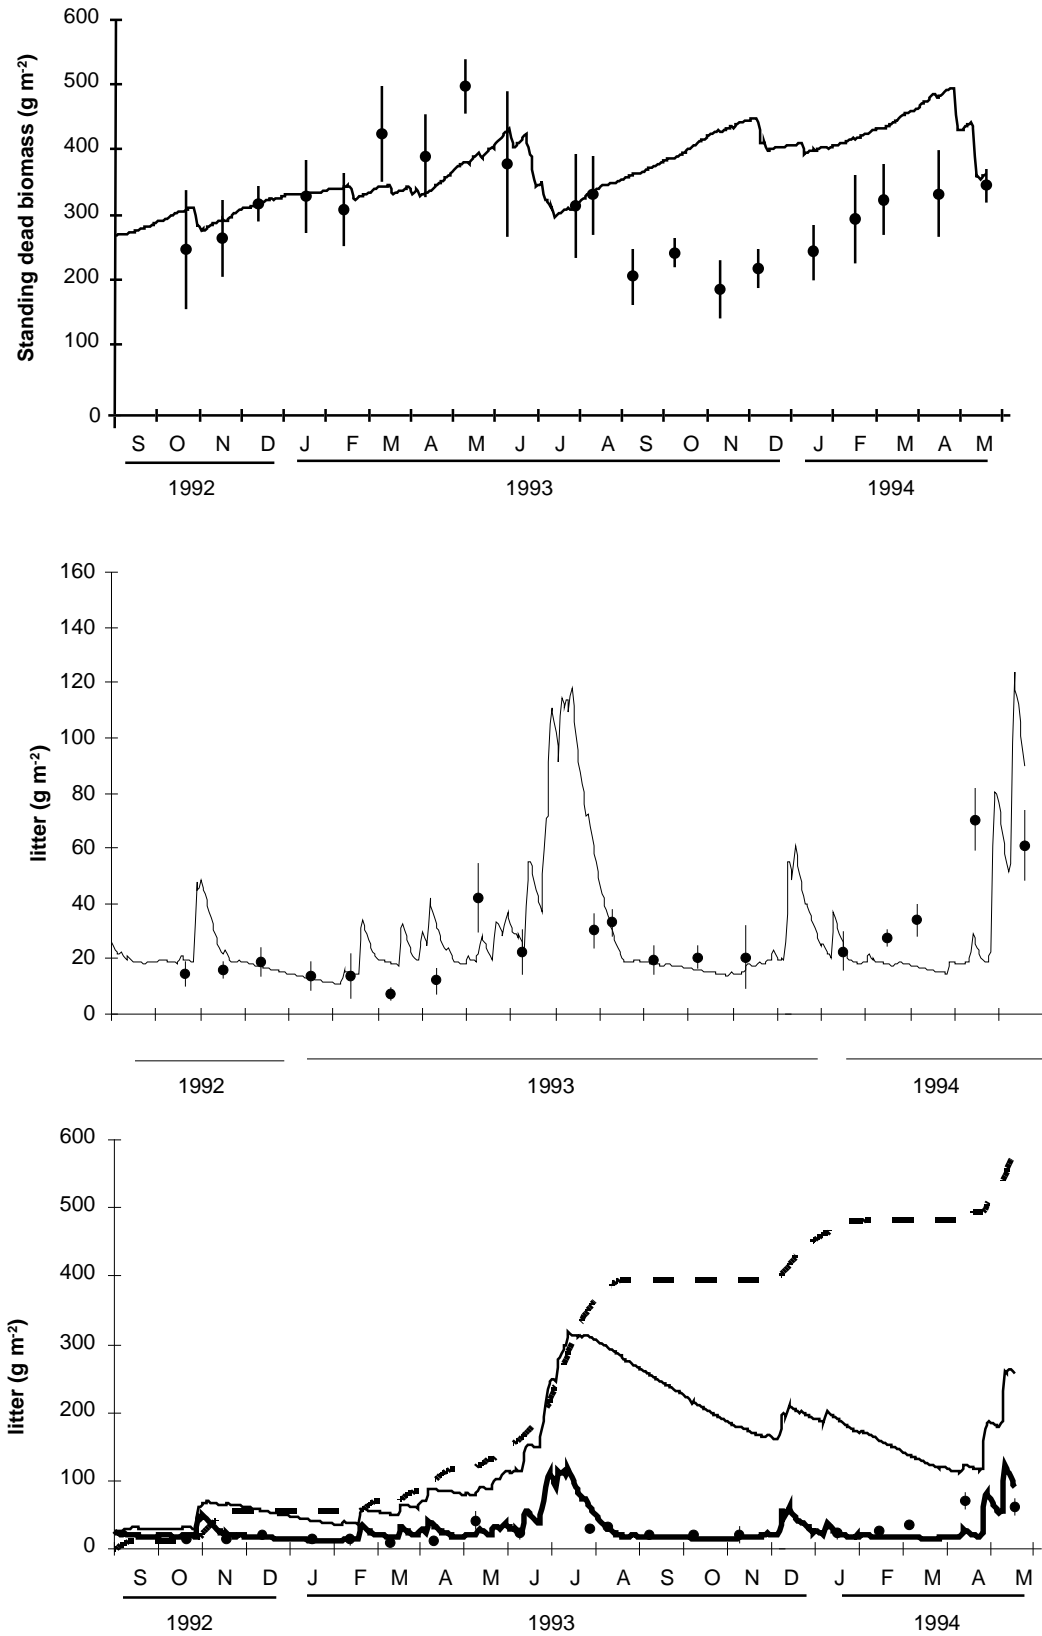 Standing dead biomass (g m-2)
600
500
400
300
200
100
0
S O N D J F M A M J J A S O N D J F M A M
1992 1993 1994
litter (g m-2)
160
140
120
100
80
60
40
20
0
1992 1993 1994
litter (g m-2)
600
500
400
300
200
100
0
S O N D J F M A M J J A S O N D J F M A M
1992 1993 1994